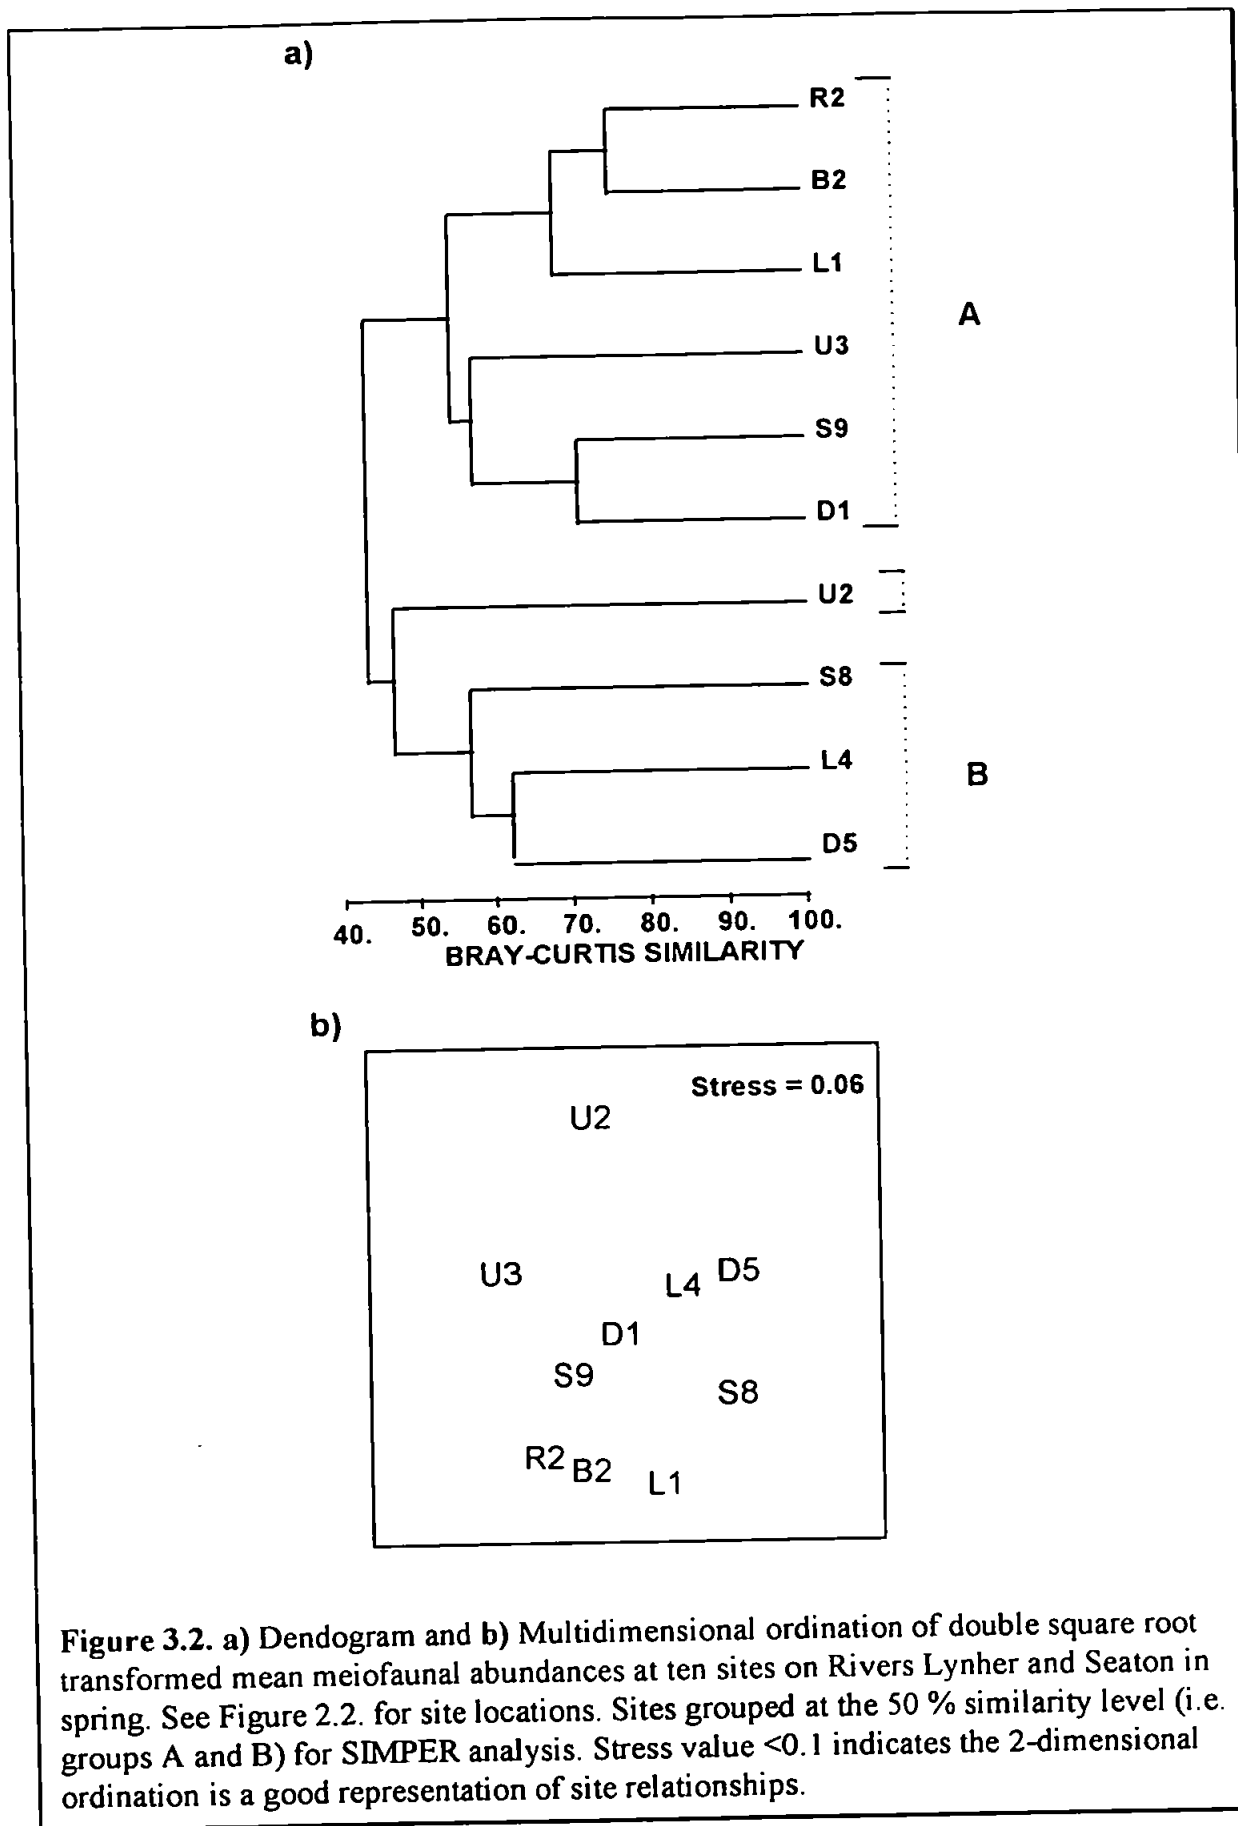 a)
R2
B2
L1
U3
A
S9
D1
U2
S8
L4
B
D5
40. 50. 60. 70. 80. 90. 100.
BRAY-CURTIS SIMILARITY
b)
Stress = 0.06
U2
U3
L4 D5
D1
S9
S8
R2 B2 L1
Figure 3.2. a) Dendogram and b) Multidimensional ordination of double square root
transformed mean meiofaunal abundances at ten sites on Rivers Lynher and Seaton in
spring. See Figure 2.2. for site locations. Sites grouped at the 50 % similarity level (i.e.
groups A and B) for SIMPER analysis. Stress value <0.1 indicates the 2-dimensional
ordination is a good representation of site relationships.